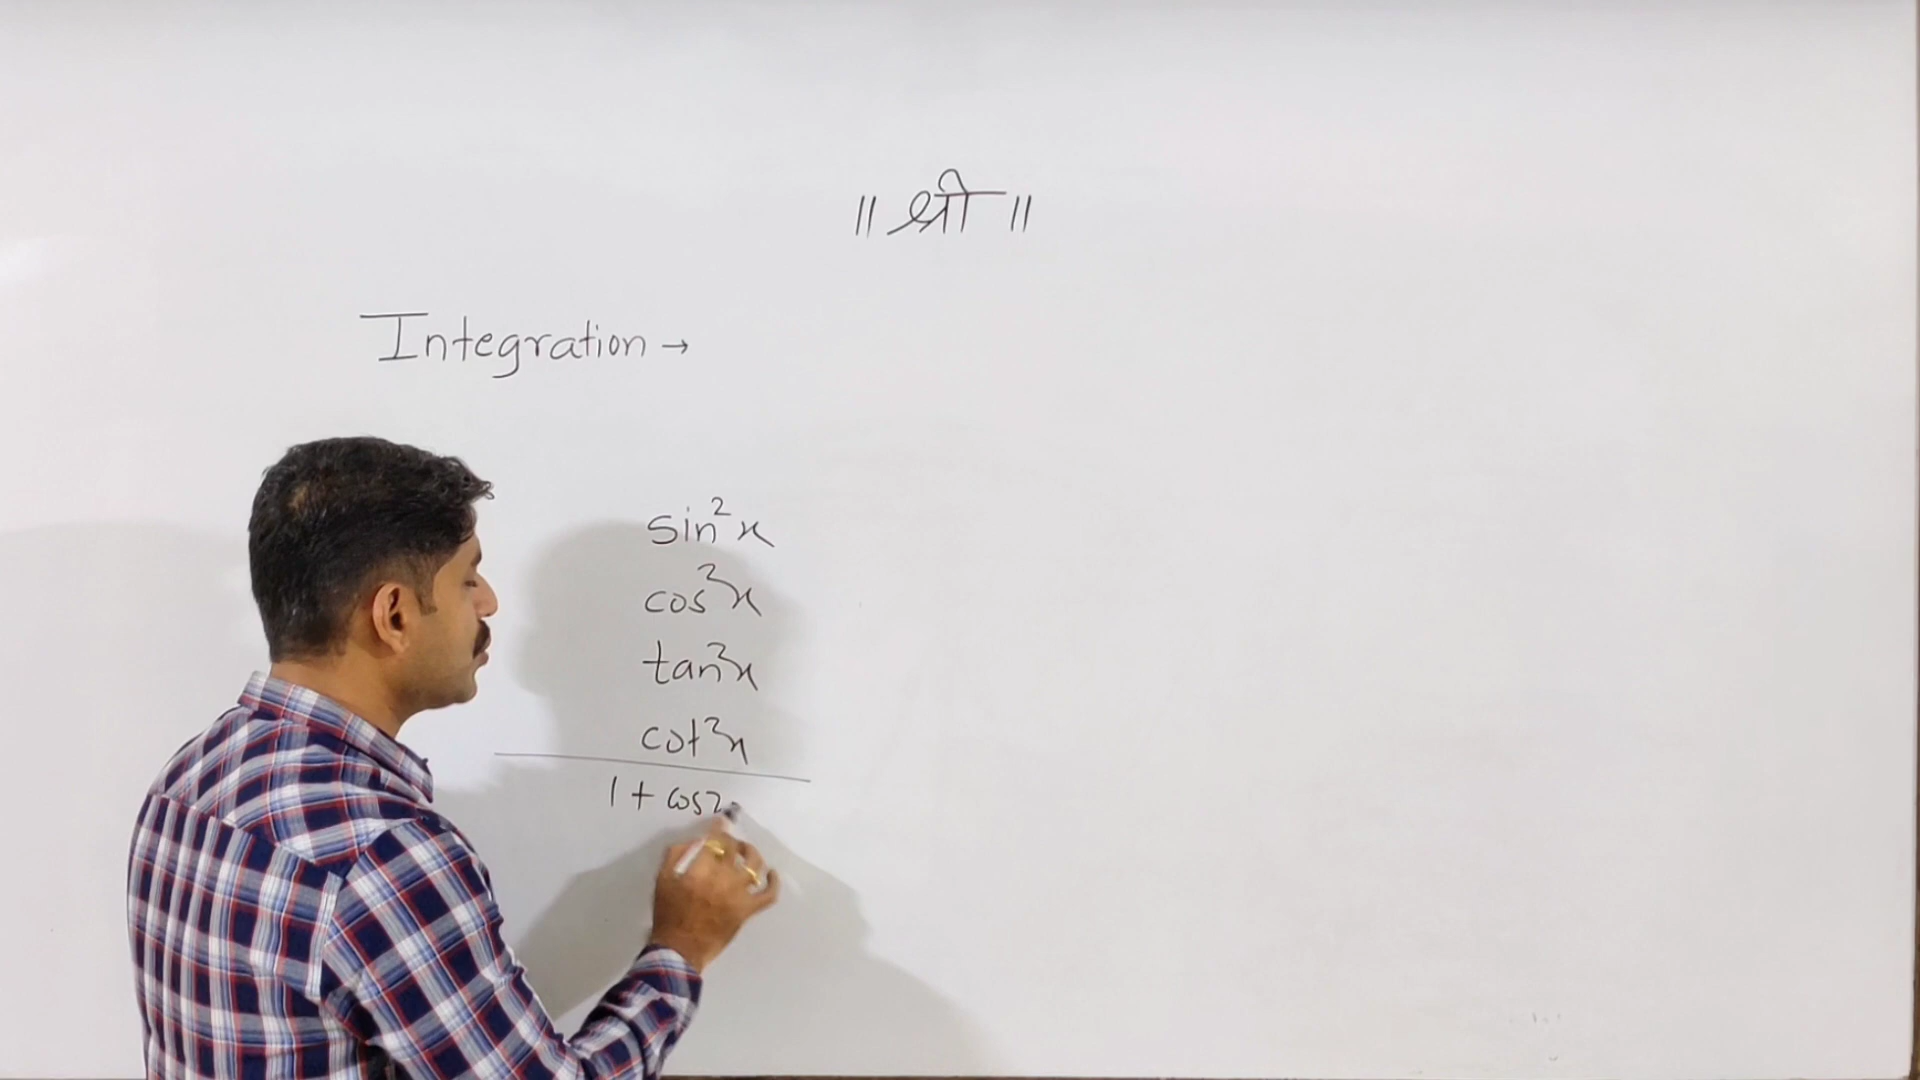 ॥ श्री ॥
Integration →
sin²x
cos²x
tan²x
cot²x
1 + cos2